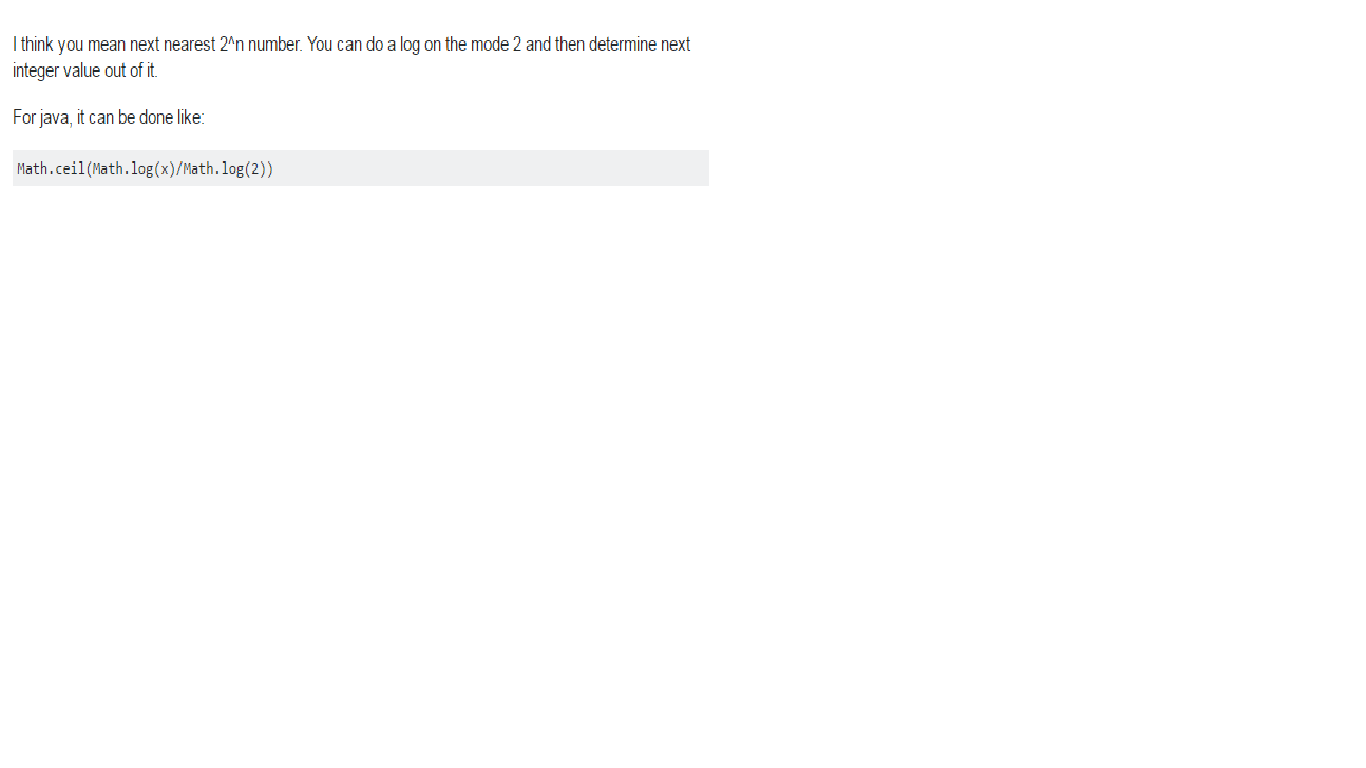 I think you mean next nearest 2^n number. You can do a log on the mode 2 and then determine next
integer value out of it.
For java, it can be done like:
Math.ceil(Math.log(x)/Math.log(2))